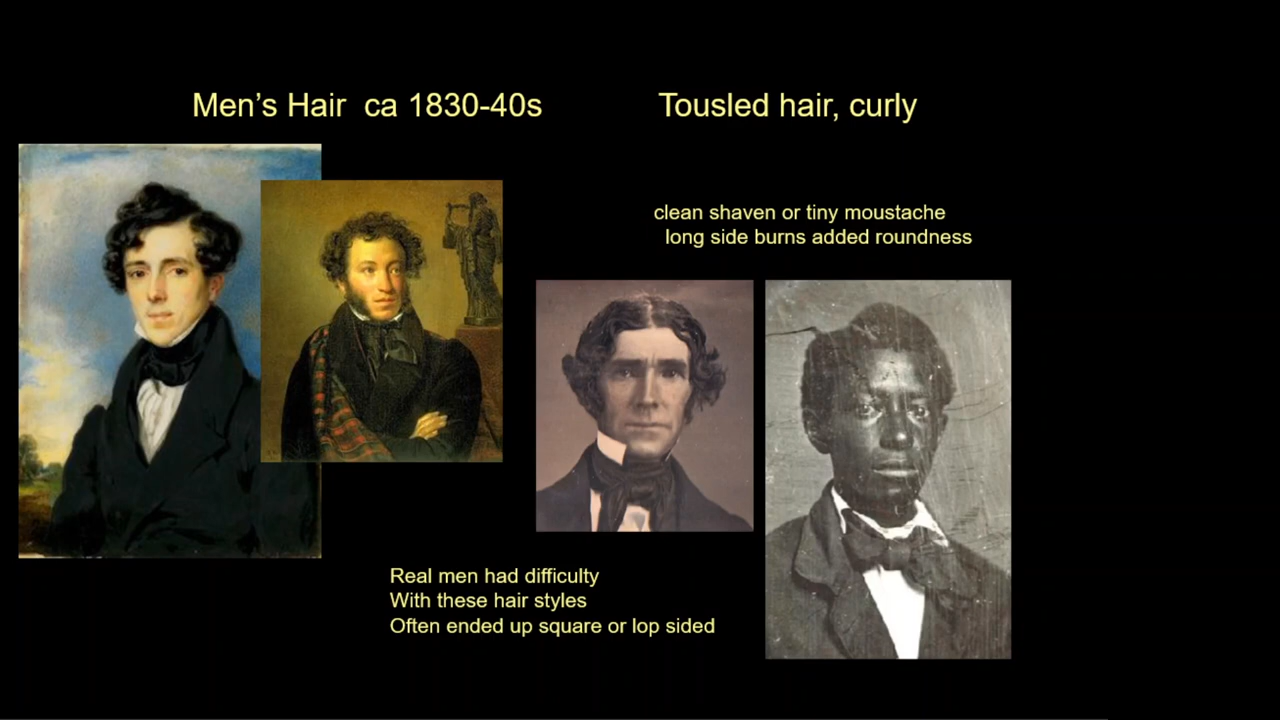 Men's Hair  ca 1830-40s
Tousled hair, curly
clean shaven or tiny moustache
long side burns added roundness
Real men had difficulty
With these hair styles
Often ended up square or lop sided